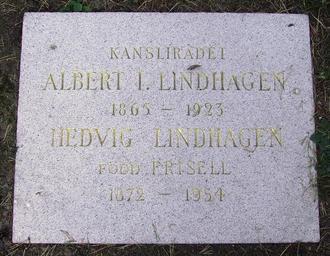 KANSLIRÅDET
ALBERT I. LINDHAGEN
1865 – 1923
HEDVIG LINDHAGEN
FÖDD FRISELL
1872 – 1954